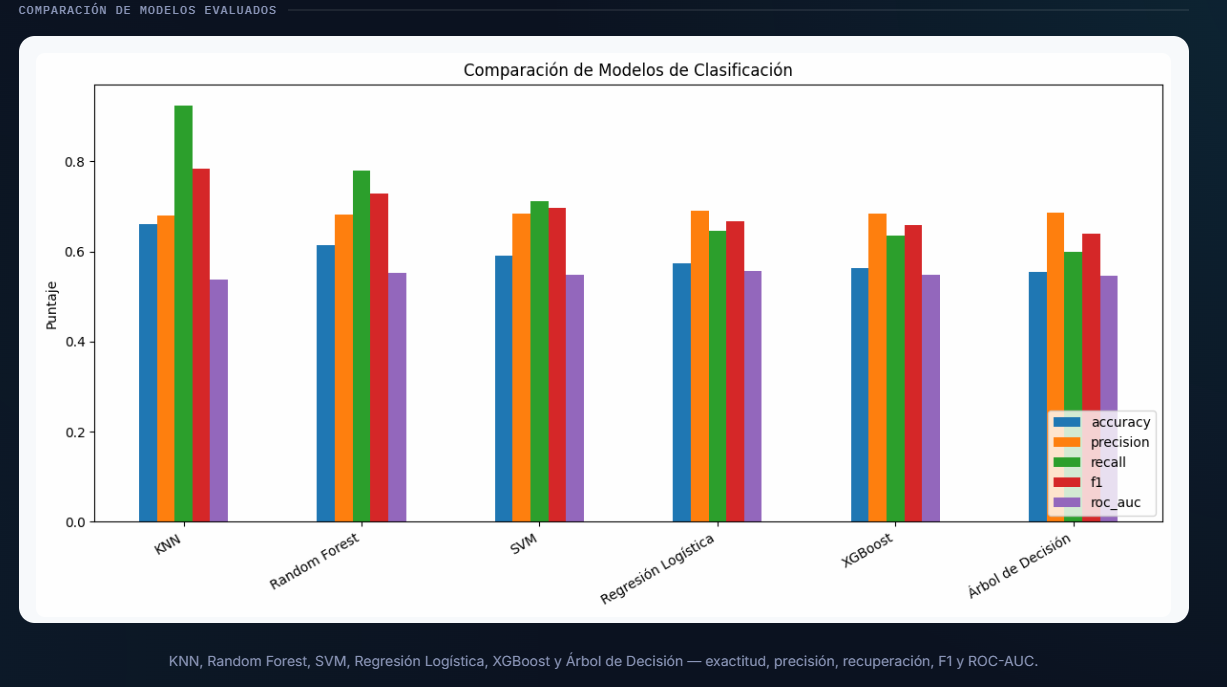 COMPARACIÓN DE MODELOS EVALUADOS
Comparación de Modelos de Clasificación
Puntaje
0.8
0.6
0.4
0.2
0.0
accuracy
precision
recall
f1
roc_auc
KNN
Random Forest
SVM
Regresión Logística
XGBoost
Árbol de Decisión
KNN, Random Forest, SVM, Regresión Logística, XGBoost y Árbol de Decisión — exactitud, precisión, recuperación, F1 y ROC-AUC.